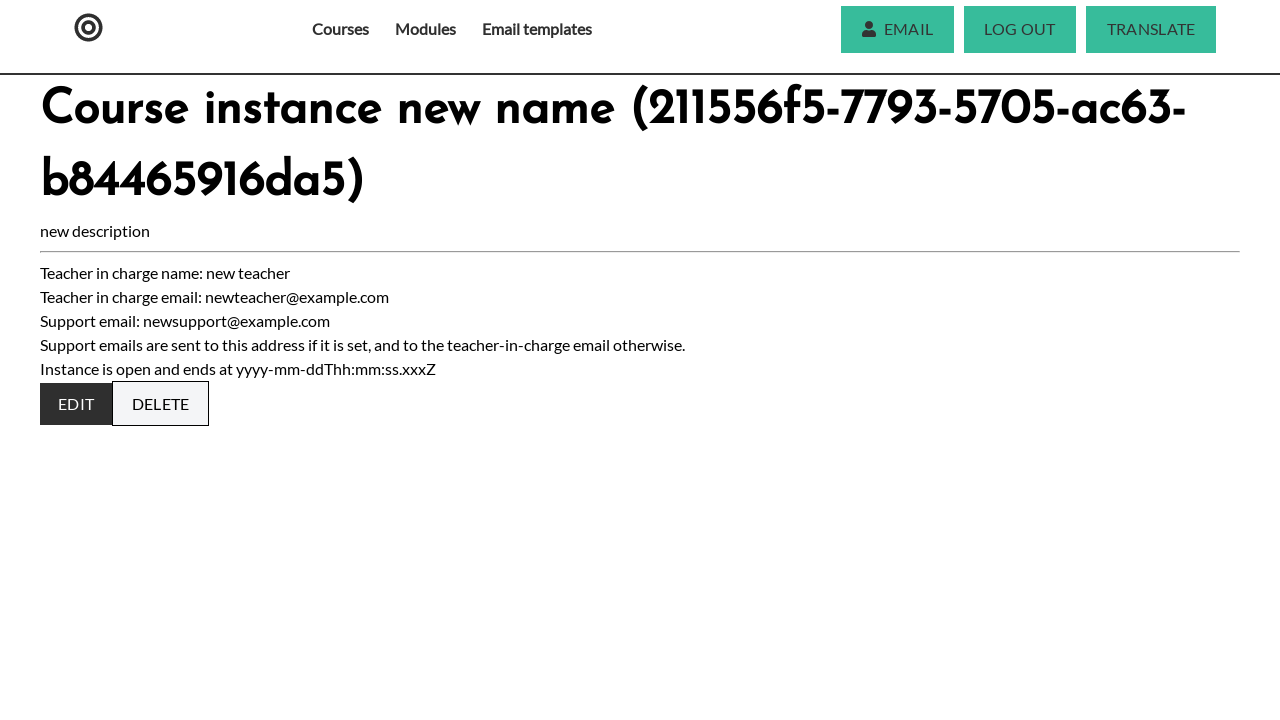 Courses Modules Email templates EMAIL LOG OUT TRANSLATE
Course instance new name (211556f5-7793-5705-ac63-
b84465916da5)
new description
Teacher in charge name: new teacher
Teacher in charge email: newteacher@example.com
Support email: newsupport@example.com
Support emails are sent to this address if it is set, and to the teacher-in-charge email otherwise.
Instance is open and ends at yyyy-mm-ddThh:mm:ss.xxxZ
EDIT DELETE